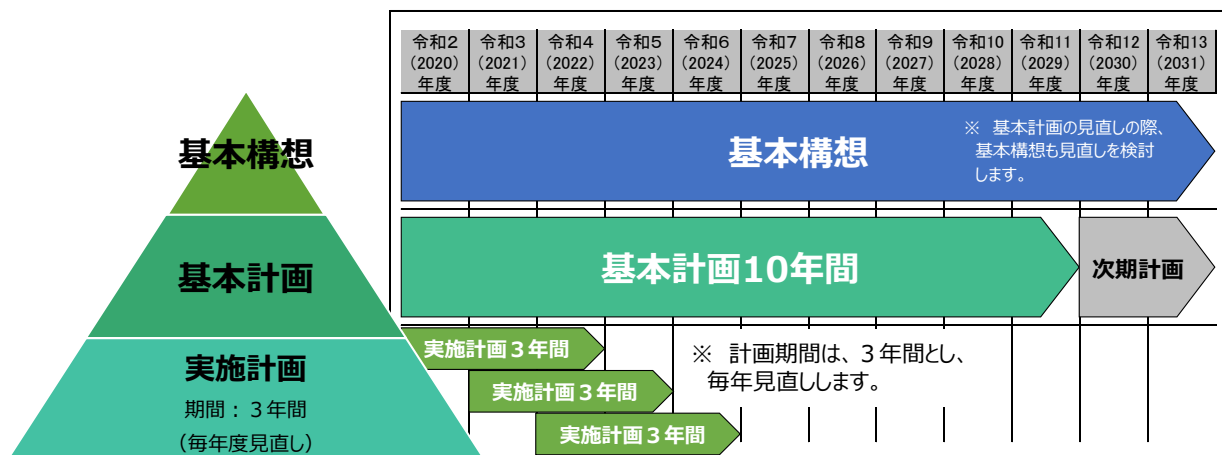 令和2
（2020）
年度
令和3
（2021）
年度
令和4
（2022）
年度
令和5
（2023）
年度
令和6
（2024）
年度
令和7
（2025）
年度
令和8
（2026）
年度
令和9
（2027）
年度
令和10
（2028）
年度
令和11
（2029）
年度
令和12
（2030）
年度
令和13
（2031）
年度
基本構想
基本構想
※　基本計画の見直しの際、
基本構想も見直しを検討
します。
基本計画
基本計画10年間
次期計画
実施計画
期間：３年間
（毎年度見直し）
実施計画３年間
実施計画３年間
実施計画３年間
※　計画期間は、３年間とし、
毎年見直しします。